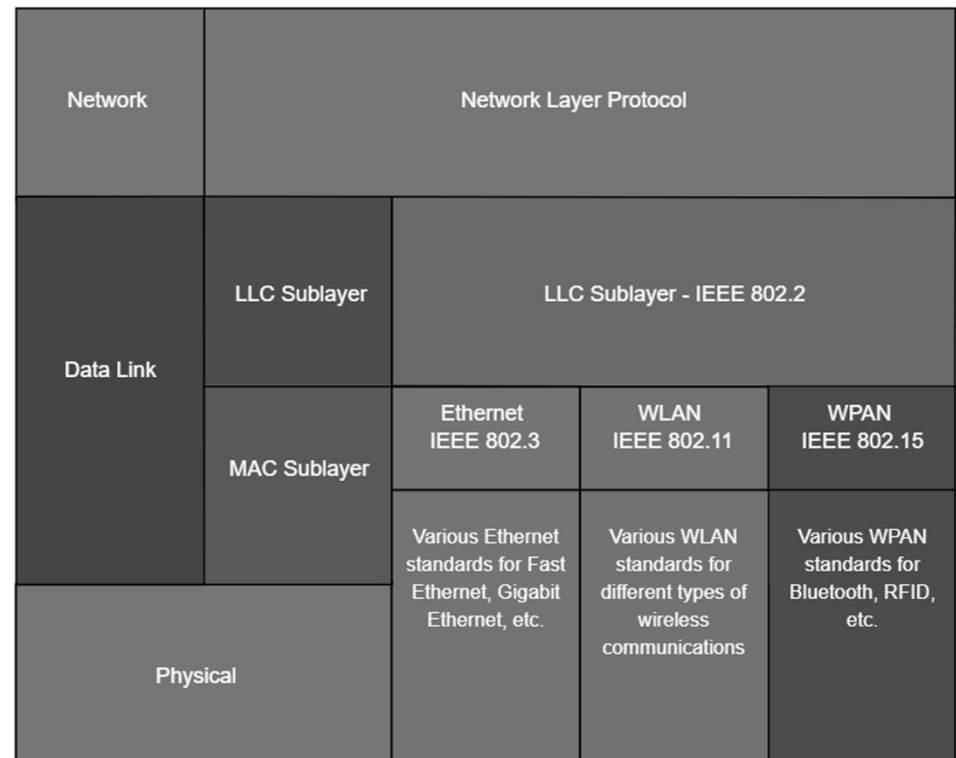 Network
Network Layer Protocol
Data Link
LLC Sublayer
LLC Sublayer - IEEE 802.2
MAC Sublayer
Ethernet
IEEE 802.3
WLAN
IEEE 802.11
WPAN
IEEE 802.15
Various Ethernet
standards for Fast
Ethernet, Gigabit
Ethernet, etc.
Various WLAN
standards for
different types of
wireless
communications
Various WPAN
standards for
Bluetooth, RFID,
etc.
Physical